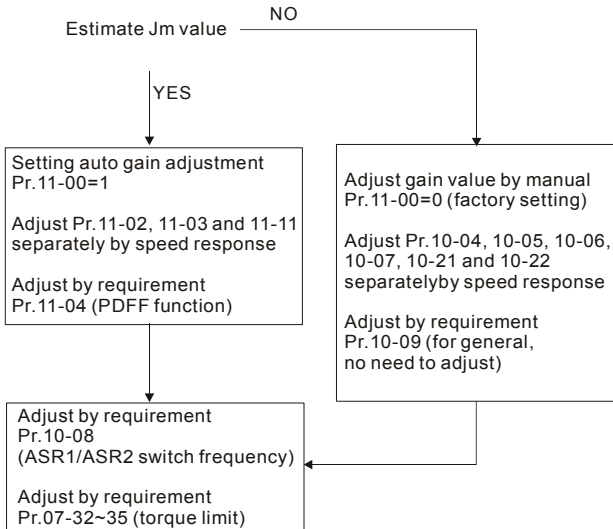 Estimate Jm value
NO
YES
Setting auto gain adjustment
Pr.11-00=1
Adjust Pr.11-02, 11-03 and 11-11
separately by speed response
Adjust by requirement
Pr.11-04 (PDFF function)
Adjust gain value by manual
Pr.11-00=0 (factory setting)
Adjust Pr.10-04, 10-05, 10-06,
10-07, 10-21 and 10-22
separatelyby speed response
Adjust by requirement
Pr.10-09 (for general,
no need to adjust)
Adjust by requirement
Pr.10-08
(ASR1/ASR2 switch frequency)
Adjust by requirement
Pr.07-32~35 (torque limit)